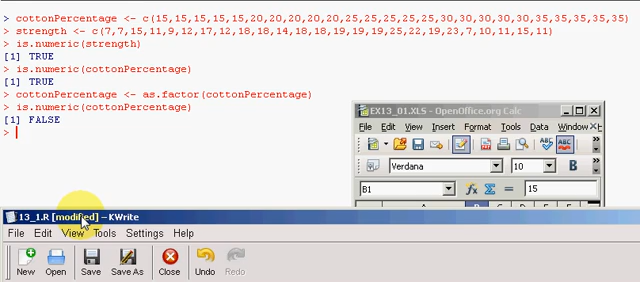 > cottonPercentage <- c(15,15,15,15,15,20,20,20,20,20,25,25,25,25,25,30,30,30,30,30,35,35,35,35,35)
> strength <- c(7,7,15,11,9,12,17,12,18,18,14,18,18,19,19,19,25,22,19,23,7,10,11,15,11)
> is.numeric(strength)
[1] TRUE
> is.numeric(cottonPercentage)
[1] TRUE
> cottonPercentage <- as.factor(cottonPercentage)
> is.numeric(cottonPercentage)
[1] FALSE
>
EX13_01.XLS - OpenOffice.org Calc
File Edit View Insert Format Tools Data Window
ABC ABC
Verdana 10 B
B1 fx Σ = 15
13_1.R [modified] – KWrite
File Edit View Tools Settings Help
New Open Save Save As Close Undo Redo